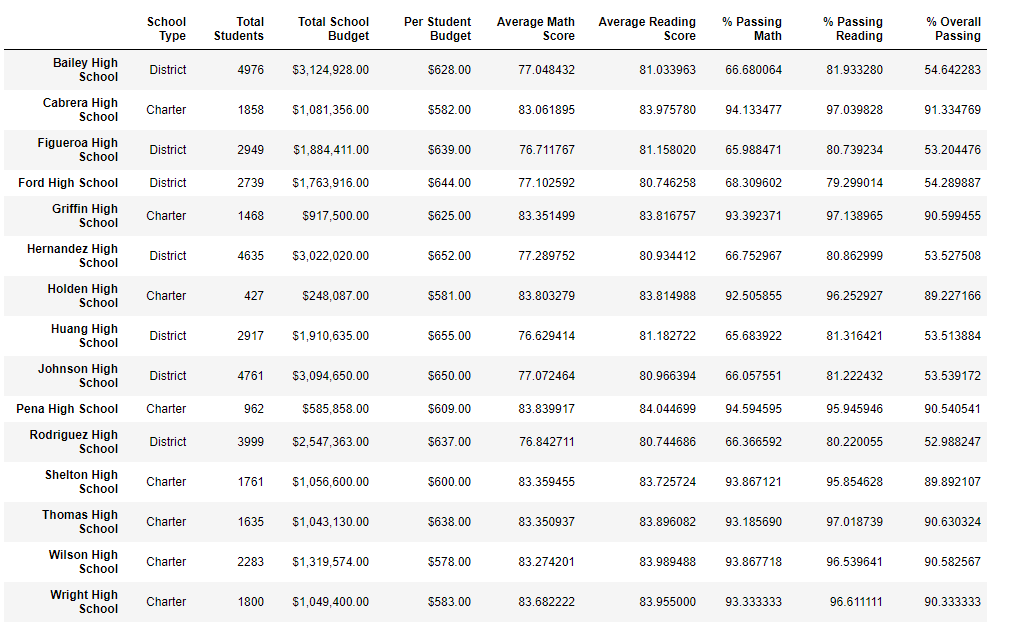 School Type Total Students Total School Budget Per Student Budget Average Math Score Average Reading Score % Passing Math % Passing Reading % Overall Passing
Bailey High School District 4976 $3,124,928.00 $628.00 77.048432 81.033963 66.680064 81.933280 54.642283
Cabrera High School Charter 1858 $1,081,356.00 $582.00 83.061895 83.975780 94.133477 97.039828 91.334769
Figueroa High School District 2949 $1,884,411.00 $639.00 76.711767 81.158020 65.988471 80.739234 53.204476
Ford High School District 2739 $1,763,916.00 $644.00 77.102592 80.746258 68.309602 79.299014 54.289887
Griffin High School Charter 1468 $917,500.00 $625.00 83.351499 83.816757 93.392371 97.138965 90.599455
Hernandez High School District 4635 $3,022,020.00 $652.00 77.289752 80.934412 66.752967 80.862999 53.527508
Holden High School Charter 427 $248,087.00 $581.00 83.803279 83.814988 92.505855 96.252927 89.227166
Huang High School District 2917 $1,910,635.00 $655.00 76.629414 81.182722 65.683922 81.316421 53.513884
Johnson High School District 4761 $3,094,650.00 $650.00 77.072464 80.966394 66.057551 81.222432 53.539172
Pena High School Charter 962 $585,858.00 $609.00 83.839917 84.044699 94.594595 95.945946 90.540541
Rodriguez High School District 3999 $2,547,363.00 $637.00 76.842711 80.744686 66.366592 80.220055 52.988247
Shelton High School Charter 1761 $1,056,600.00 $600.00 83.359455 83.725724 93.867121 95.854628 89.892107
Thomas High School Charter 1635 $1,043,130.00 $638.00 83.350937 83.896082 93.185690 97.018739 90.630324
Wilson High School Charter 2283 $1,319,574.00 $578.00 83.274201 83.989488 93.867718 96.539641 90.582567
Wright High School Charter 1800 $1,049,400.00 $583.00 83.682222 83.955000 93.333333 96.611111 90.333333